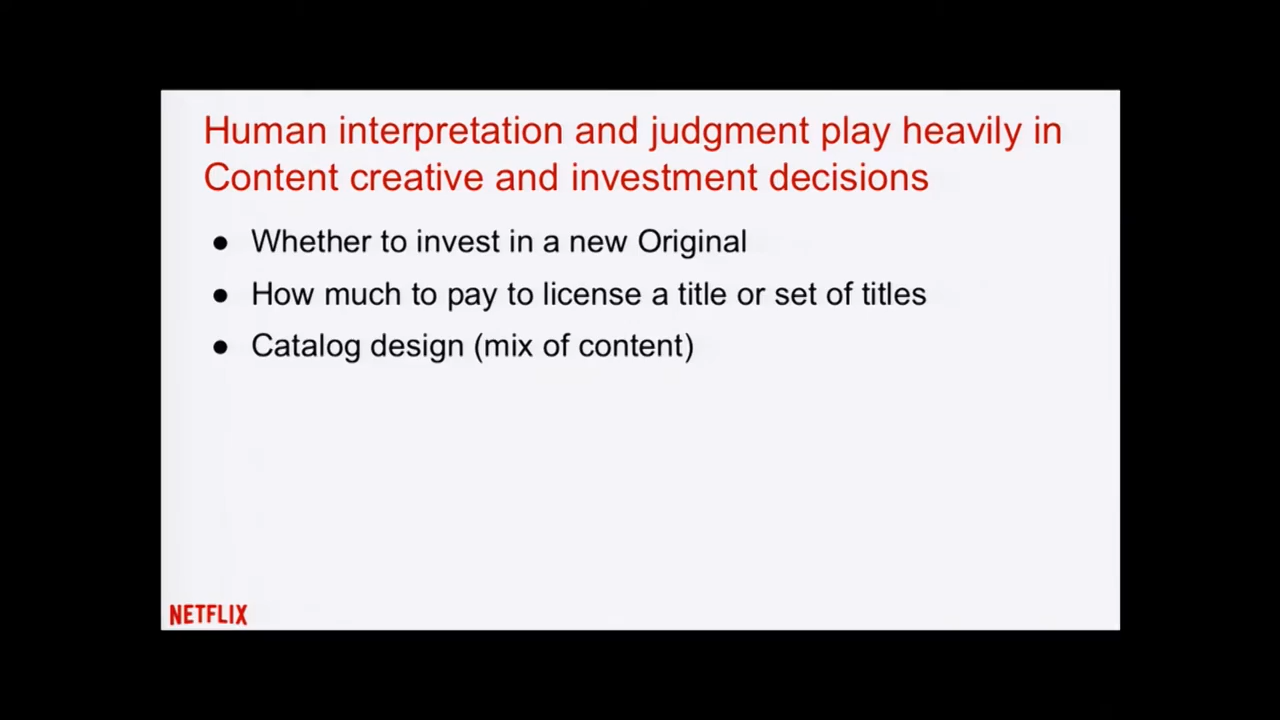 Human interpretation and judgment play heavily in
Content creative and investment decisions
● Whether to invest in a new Original
● How much to pay to license a title or set of titles
● Catalog design (mix of content)
NETFLIX